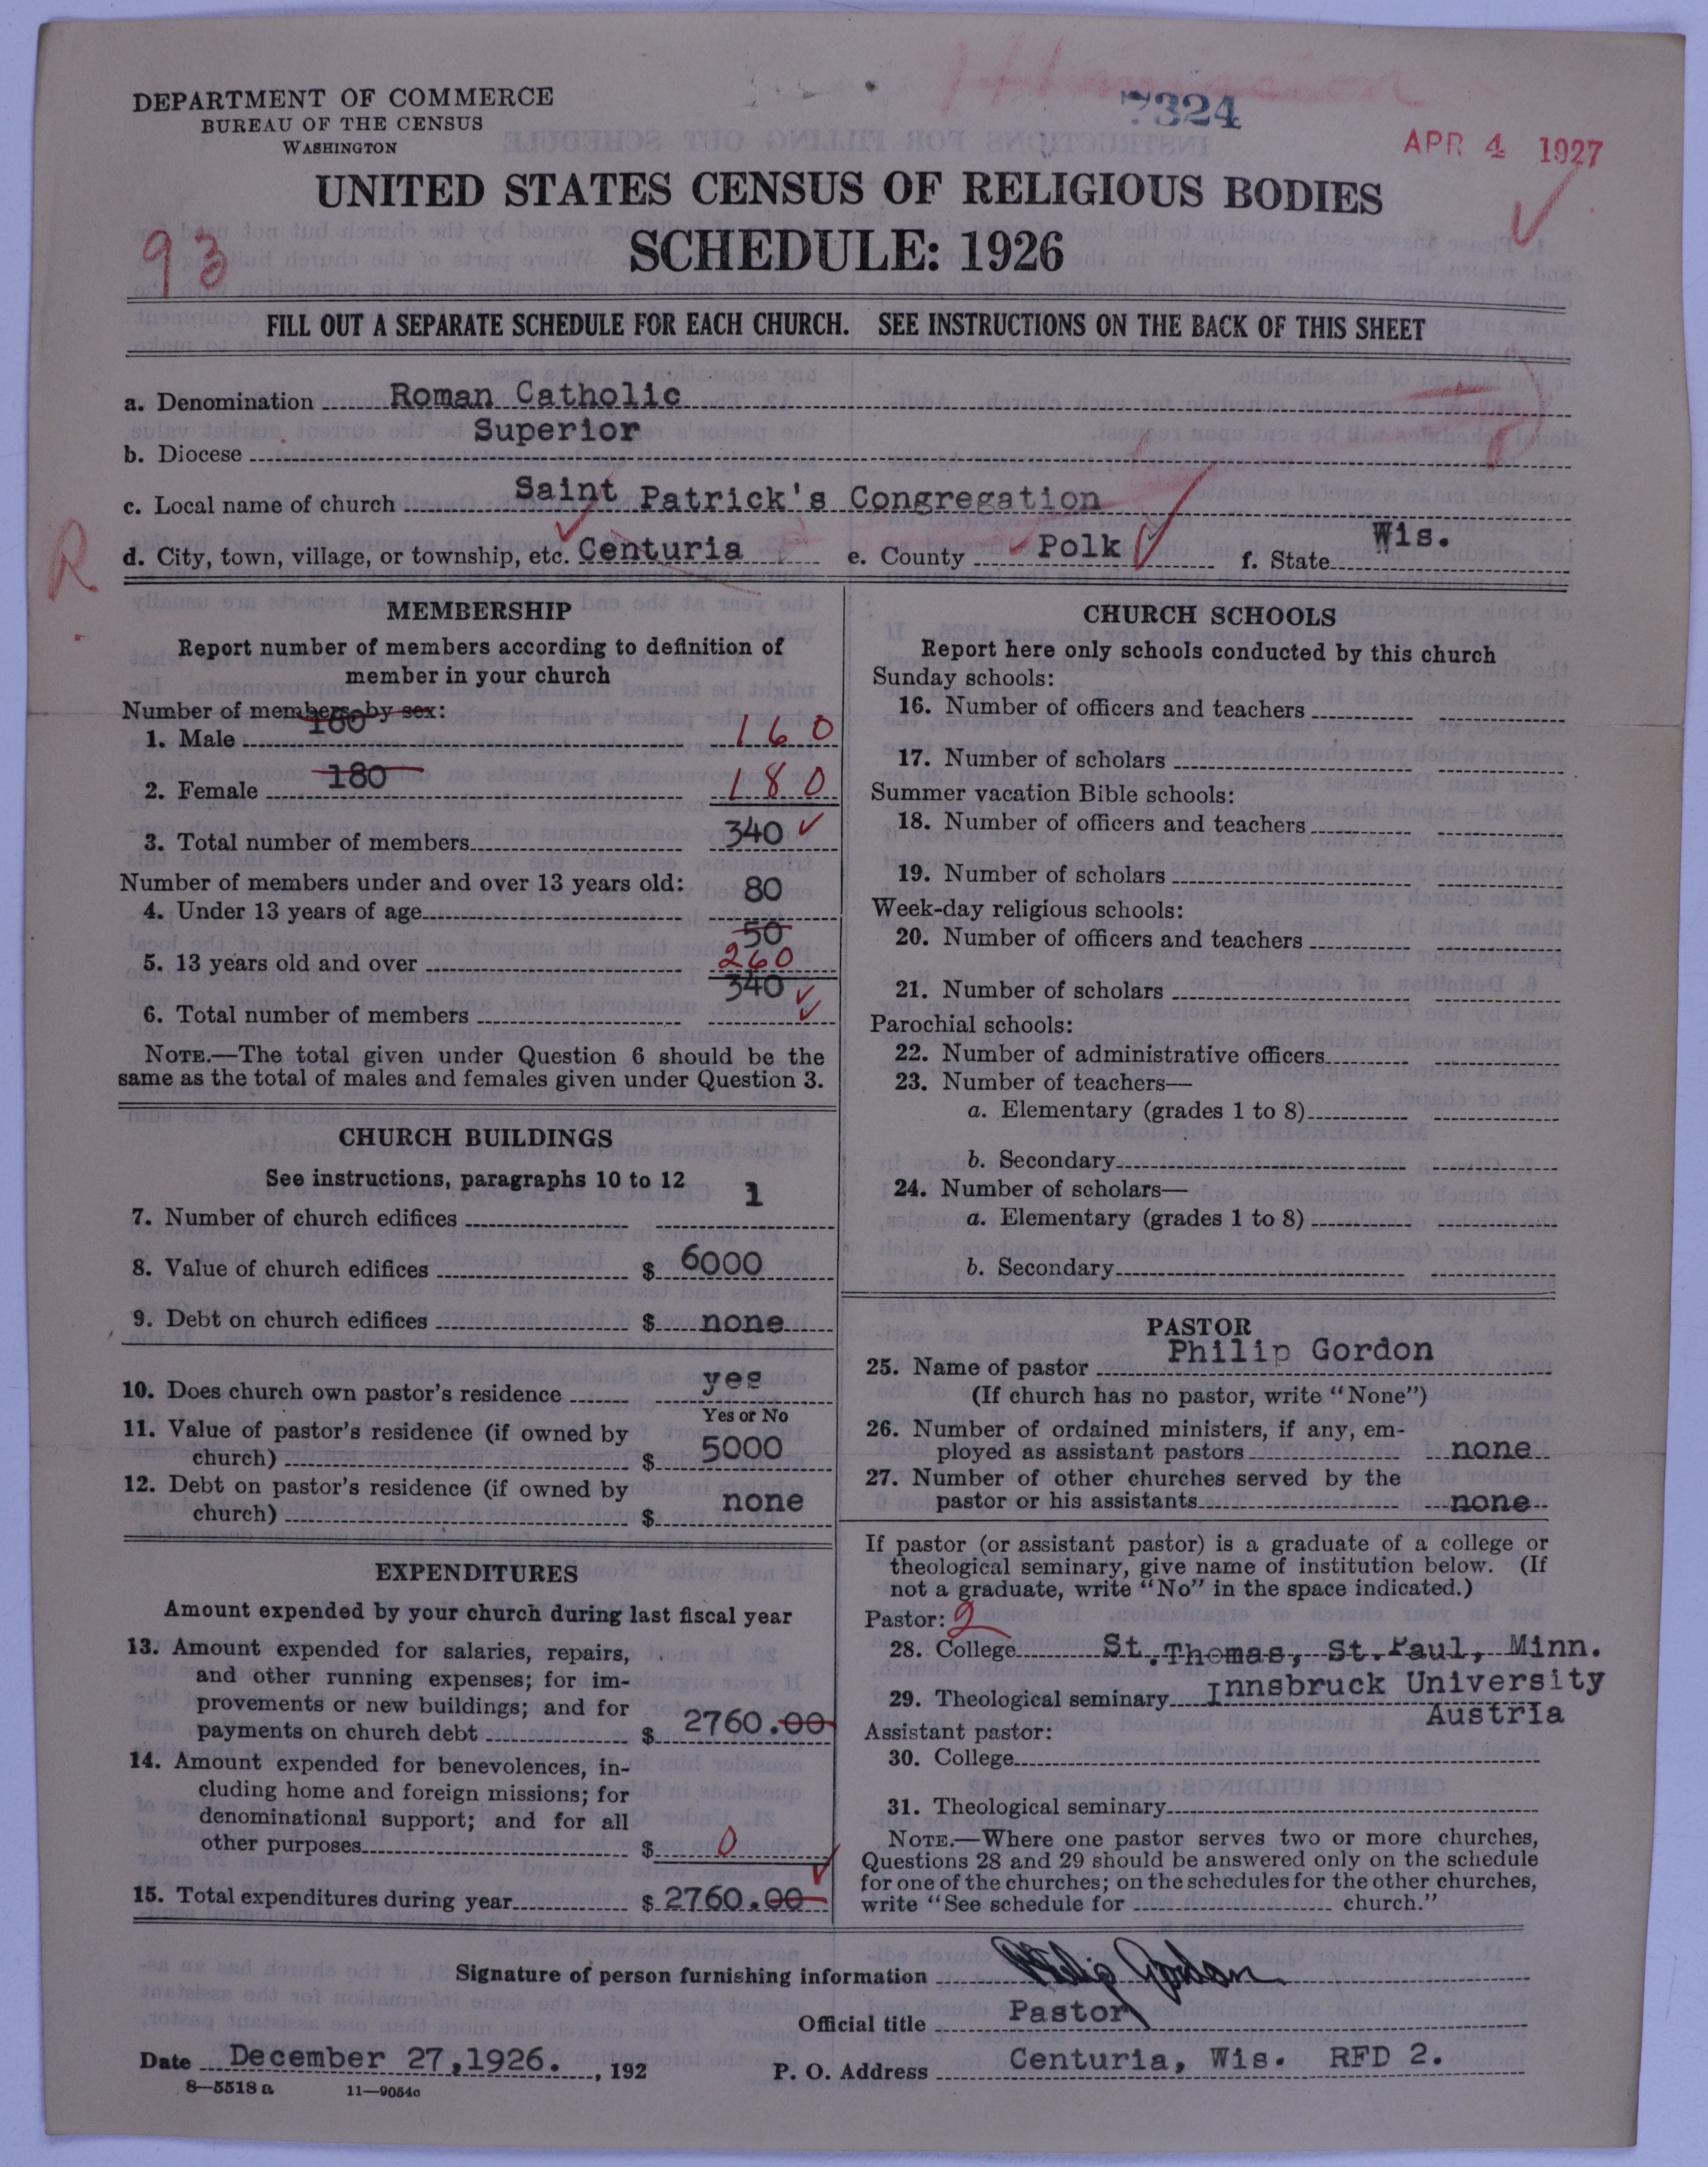 DEPARTMENT OF COMMERCE
BUREAU OF THE CENSUS
WASHINGTON
7324
APR 4 1927
UNITED STATES CENSUS OF RELIGIOUS BODIES
SCHEDULE: 1926
93
FILL OUT A SEPARATE SCHEDULE FOR EACH CHURCH. SEE INSTRUCTIONS ON THE BACK OF THIS SHEET
a. Denomination Roman Catholic
b. Diocese Superior
c. Local name of church Saint Patrick's Congregation
d. City, town, village, or township, etc. Centuria e. County Polk f. State Wis.
R
MEMBERSHIP
Report number of members according to definition of
member in your church
Number of members by sex:
1. Male 160 160
2. Female 180 180
3. Total number of members 340
Number of members under and over 13 years old:
4. Under 13 years of age 80
50
5. 13 years old and over 260
6. Total number of members 340
NOTE.—The total given under Question 6 should be the
same as the total of males and females given under Question 3.
CHURCH BUILDINGS
See instructions, paragraphs 10 to 12
7. Number of church edifices 1
8. Value of church edifices $ 6000
9. Debt on church edifices $ none
10. Does church own pastor's residence yes
Yes or No
11. Value of pastor's residence (if owned by
church) $ 5000
12. Debt on pastor's residence (if owned by
church) $ none
EXPENDITURES
Amount expended by your church during last fiscal year
13. Amount expended for salaries, repairs,
and other running expenses; for im-
provements or new buildings; and for
payments on church debt $ 2760.00
14. Amount expended for benevolences, in-
cluding home and foreign missions; for
denominational support; and for all
other purposes $ 0
15. Total expenditures during year $ 2760.00
CHURCH SCHOOLS
Report here only schools conducted by this church
Sunday schools:
16. Number of officers and teachers
17. Number of scholars
Summer vacation Bible schools:
18. Number of officers and teachers
19. Number of scholars
Week-day religious schools:
20. Number of officers and teachers
21. Number of scholars
Parochial schools:
22. Number of administrative officers
23. Number of teachers—
a. Elementary (grades 1 to 8)
b. Secondary
24. Number of scholars—
a. Elementary (grades 1 to 8)
b. Secondary
PASTOR
25. Name of pastor Philip Gordon
(If church has no pastor, write "None")
26. Number of ordained ministers, if any, em-
ployed as assistant pastors none
27. Number of other churches served by the
pastor or his assistants none
If pastor (or assistant pastor) is a graduate of a college or
theological seminary, give name of institution below. (If
not a graduate, write "No" in the space indicated.)
Pastor: 2
28. College St. Thomas, St. Paul, Minn.
29. Theological seminary Innsbruck University
Austria
Assistant pastor:
30. College
31. Theological seminary
NOTE.—Where one pastor serves two or more churches,
Questions 28 and 29 should be answered only on the schedule
for one of the churches; on the schedules for the other churches,
write "See schedule for church."
Signature of person furnishing information Philip Gordon
Official title Pastor
Date December 27,1926. , 192 P. O. Address Centuria, Wis. RFD 2.
8—5518 a 11—9054c